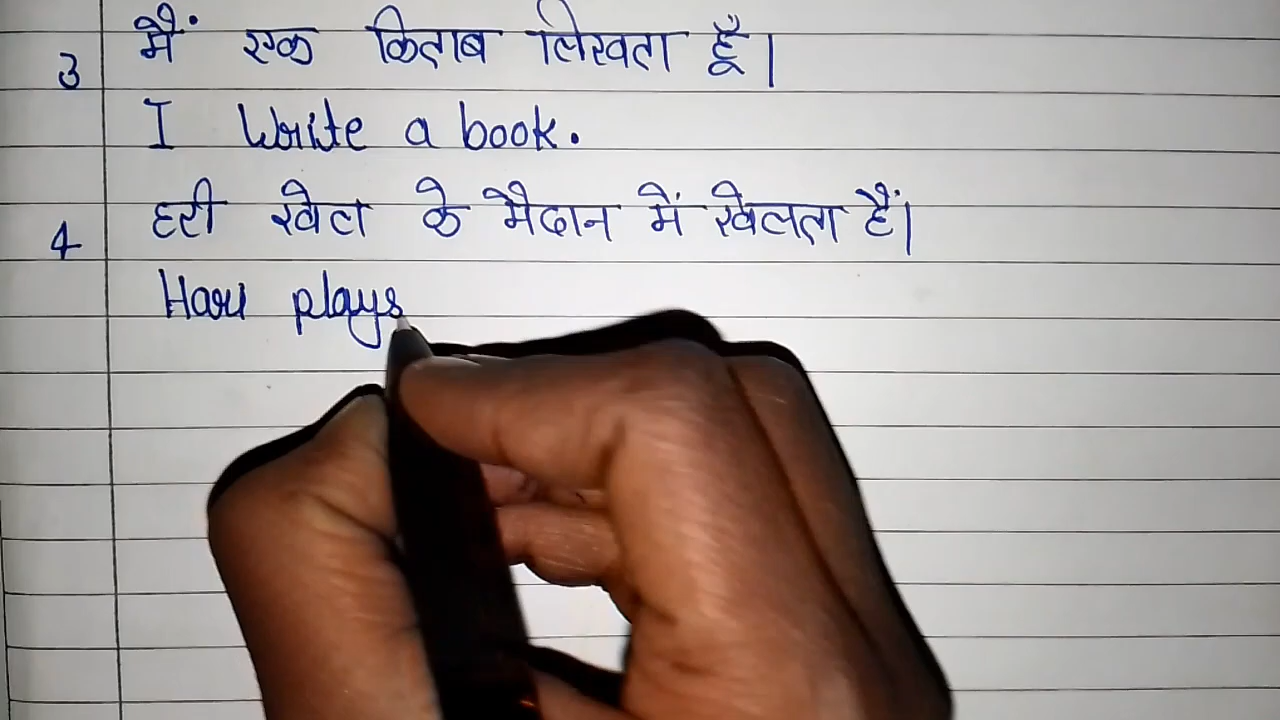 3 मैं एक किताब लिखता हूँ।
I Write a book.
4 हरी खेल के मैदान में खेलता हैं।
Hari plays